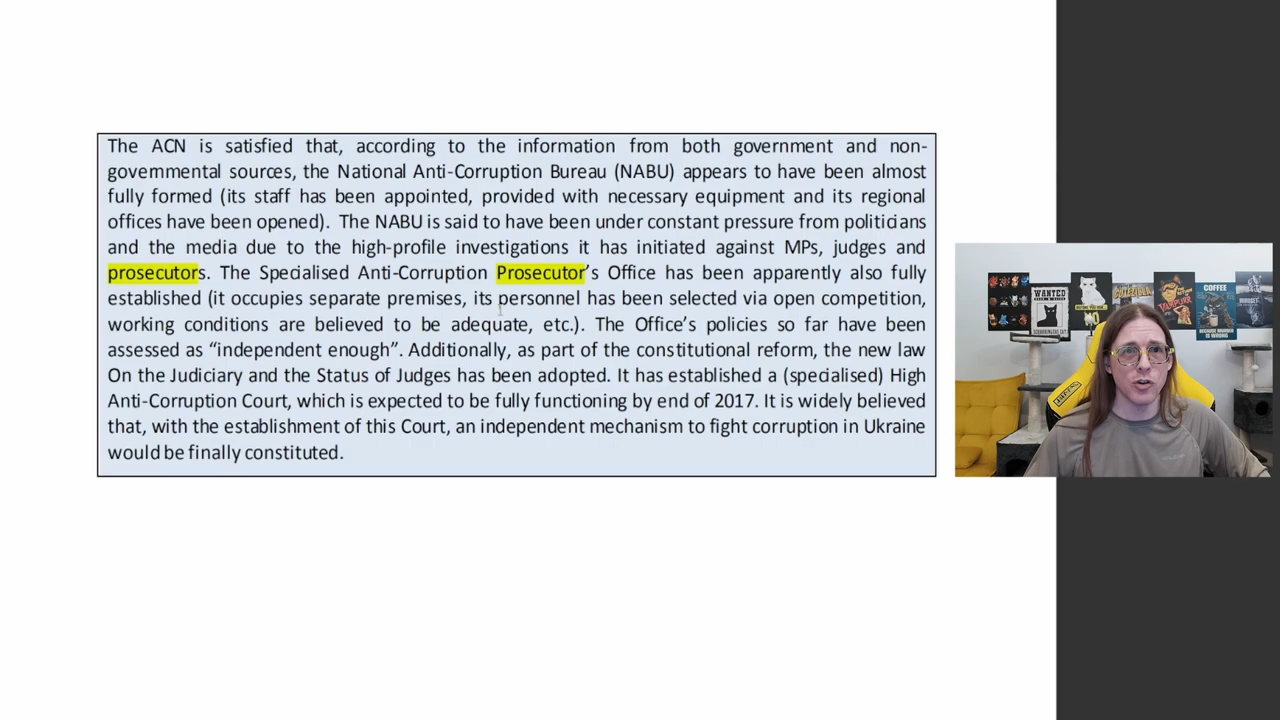 The ACN is satisfied that, according to the information from both government and non-
governmental sources, the National Anti-Corruption Bureau (NABU) appears to have been almost
fully formed (its staff has been appointed, provided with necessary equipment and its regional
offices have been opened). The NABU is said to have been under constant pressure from politicians
and the media due to the high-profile investigations it has initiated against MPs, judges and
prosecutors. The Specialised Anti-Corruption Prosecutor's Office has been apparently also fully
established (it occupies separate premises, its personnel has been selected via open competition,
working conditions are believed to be adequate, etc.). The Office's policies so far have been
assessed as “independent enough”. Additionally, as part of the constitutional reform, the new law
On the Judiciary and the Status of Judges has been adopted. It has established a (specialised) High
Anti-Corruption Court, which is expected to be fully functioning by end of 2017. It is widely believed
that, with the establishment of this Court, an independent mechanism to fight corruption in Ukraine
would be finally constituted.
WANTED
COFFEE
BECAUSE MURDER
IS WRONG